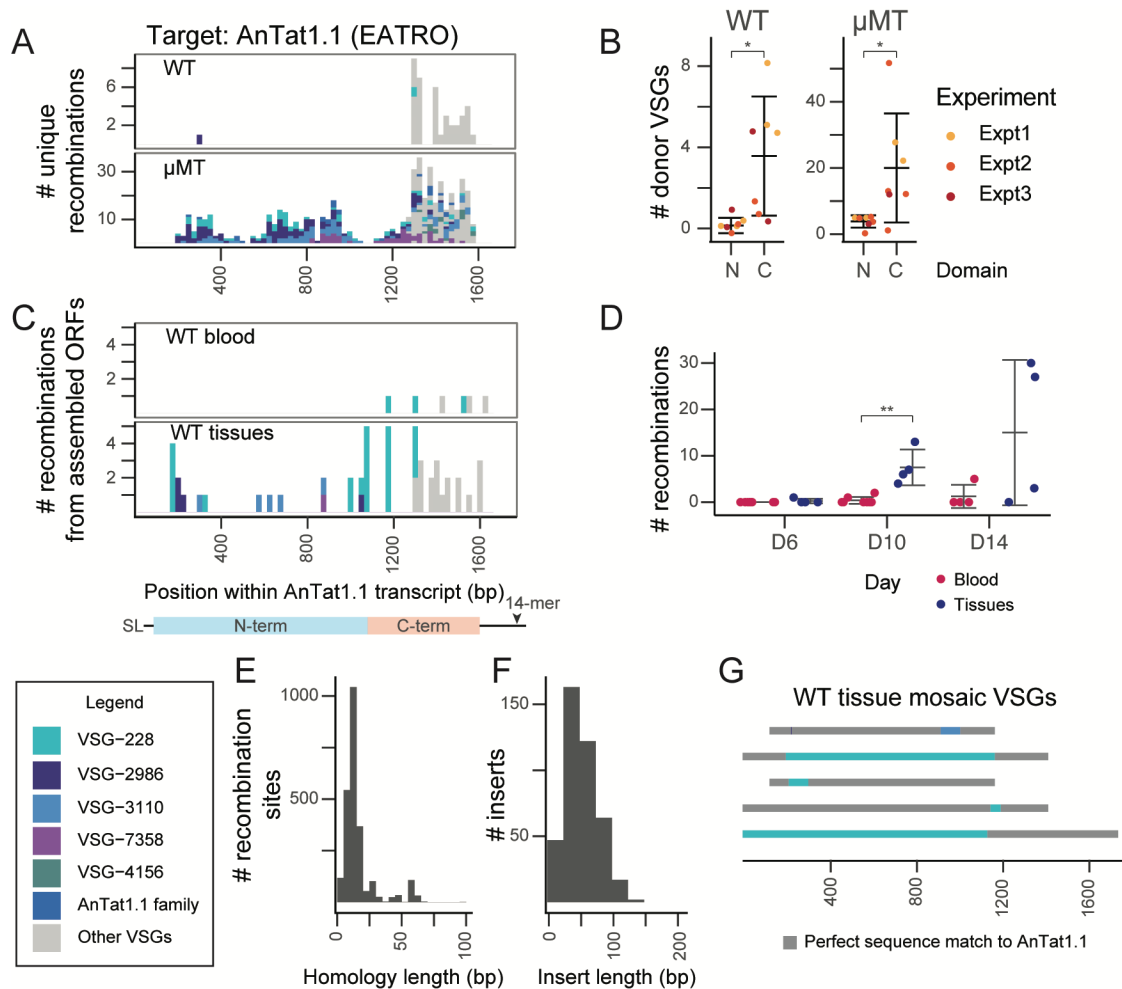 A
Target: AnTat1.1 (EATRO)
# unique
recombinations
WT
6
2
µMT
30
10
400
800
1200
1600
B
WT
µMT
# donor VSGs
8
4
0
*
N
C
40
20
0
*
N
C
Domain
Experiment
Expt1
Expt2
Expt3
C
# recombinations
from assembled ORFs
WT blood
4
2
WT tissues
4
2
400
800
1200
1600
Position within AnTat1.1 transcript (bp)
14-mer
SL
N-term
C-term
D
# recombinations
30
20
10
0
**
D6
D10
D14
Day
Blood
Tissues
Legend
VSG−228
VSG−2986
VSG−3110
VSG−7358
VSG−4156
AnTat1.1 family
Other VSGs
E
# recombination
sites
1000
500
0
50
100
Homology length (bp)
F
# inserts
150
50
0
100
200
Insert length (bp)
G
WT tissue mosaic VSGs
400
800
1200
1600
Perfect sequence match to AnTat1.1